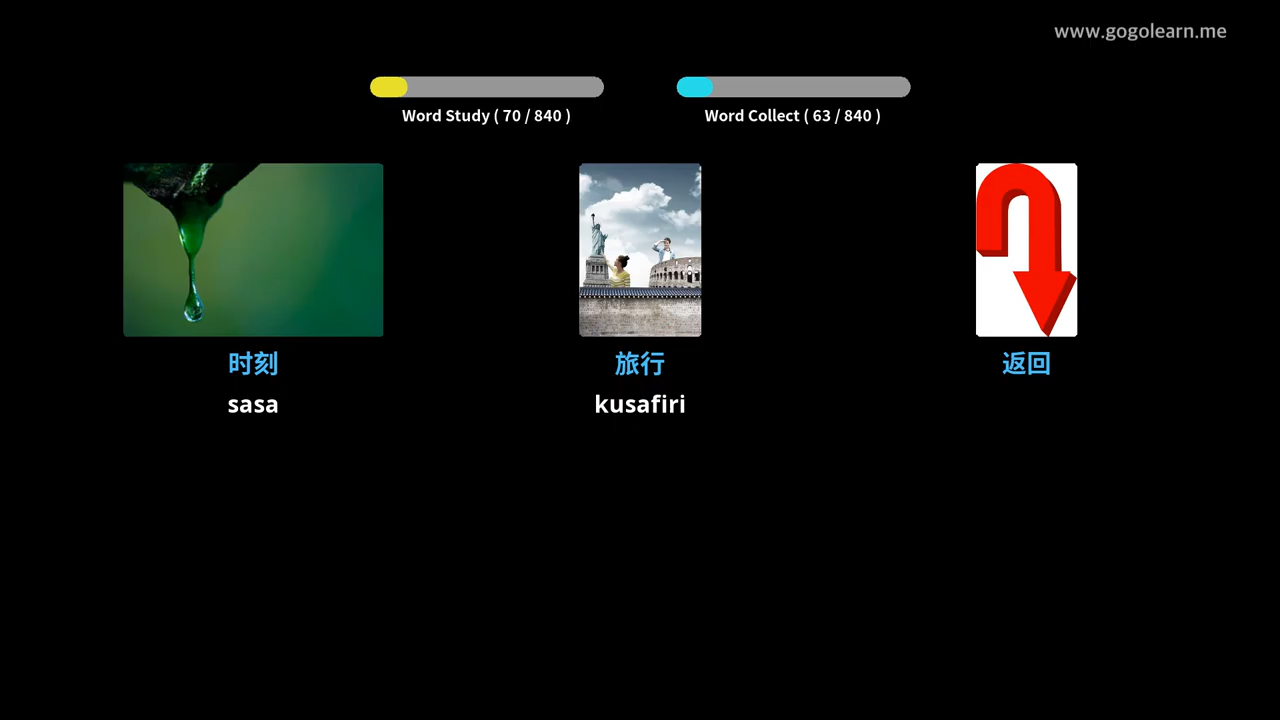 www.gogolearn.me
Word Study ( 70 / 840 )
Word Collect ( 63 / 840 )
时刻
旅行
返回
sasa
kusafiri